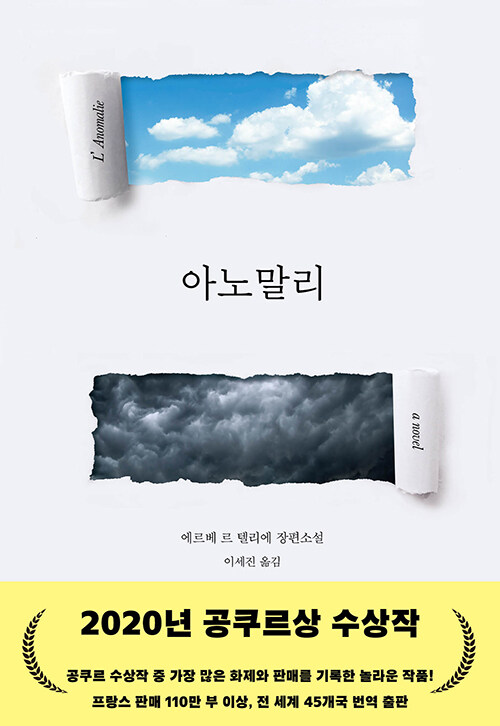 L' Anomalie
아노말리
a novel
에르베 르 텔리에 장편소설
이세진 옮김
2020년 공쿠르상 수상작
공쿠르 수상작 중 가장 많은 화제와 판매를 기록한 놀라운 작품!
프랑스 판매 110만 부 이상, 전 세계 45개국 번역 출판